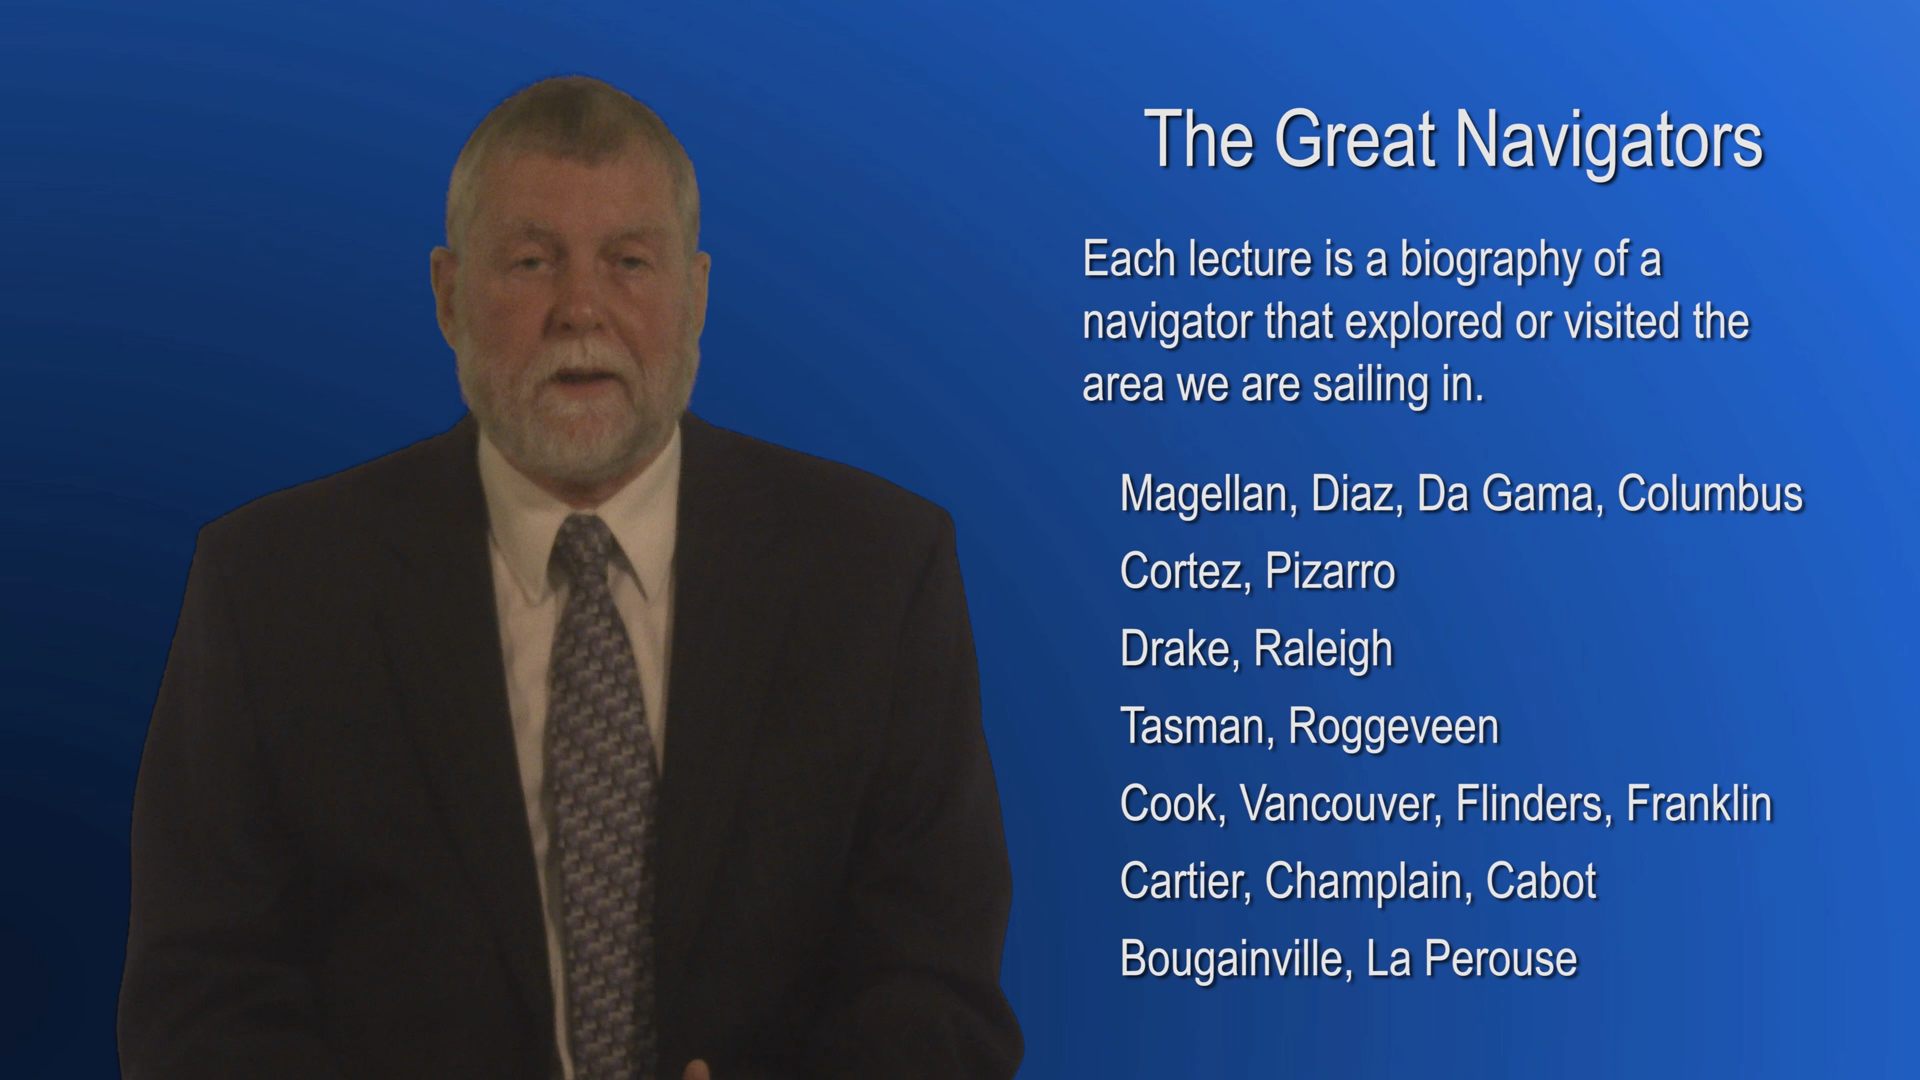 The Great Navigators
Each lecture is a biography of a
navigator that explored or visited the
area we are sailing in.
Magellan, Diaz, Da Gama, Columbus
Cortez, Pizarro
Drake, Raleigh
Tasman, Roggeveen
Cook, Vancouver, Flinders, Franklin
Cartier, Champlain, Cabot
Bougainville, La Perouse